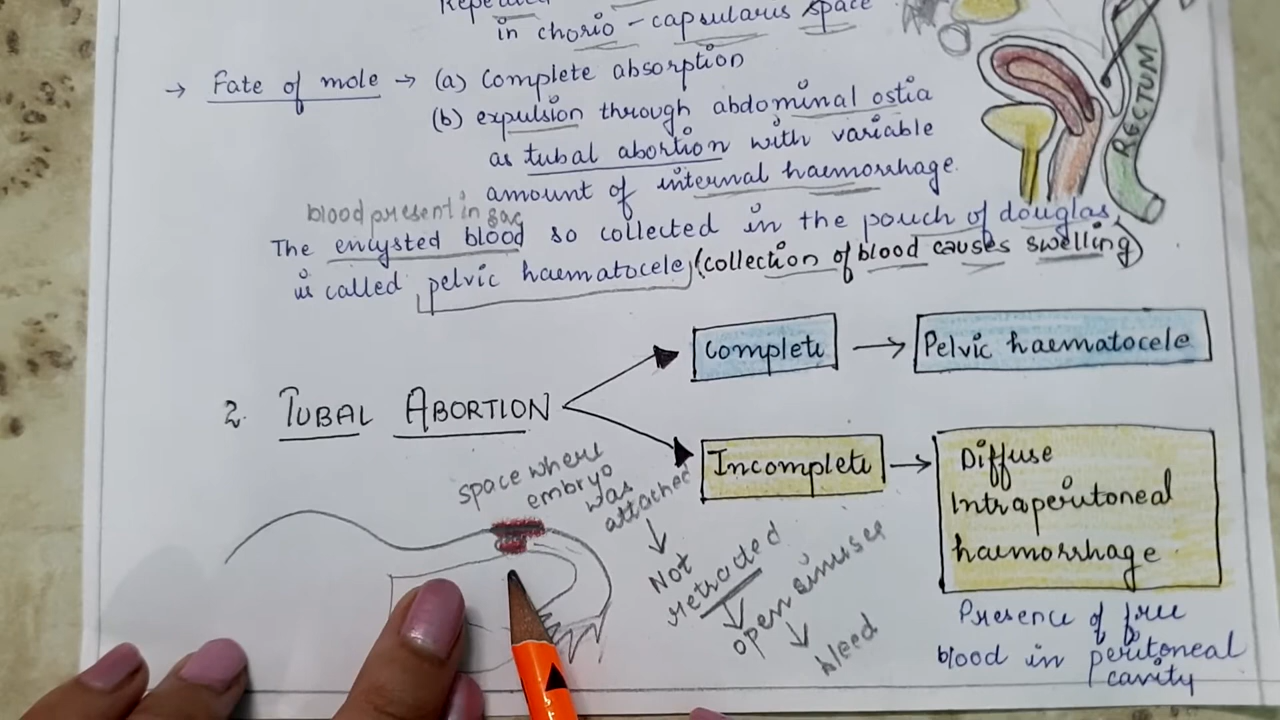 Repeated
in chorio-capsularis space
→ Fate of mole → (a) Complete absorption
(b) expulsion through abdominal ostia
as tubal abortion with variable
amount of internal haemorrhage.
blood present in sac
The encysted blood so collected in the pouch of douglas,
is called pelvic haematocele (collection of blood causes swelling)
RECTUM
2. TUBAL ABORTION
Complete → Pelvic haematocele
Incomplete → Diffuse
Intraperitoneal
haemorrhage
space where
embryo
was
attached
↓
Not
retracted
↓
open sinuses
↓
bleed
Presence of free
blood in peritoneal
cavity